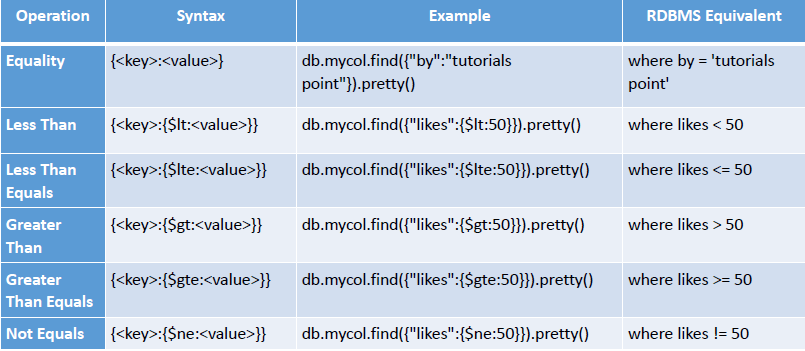 Operation Syntax Example RDBMS Equivalent
Equality {<key>:<value>} db.mycol.find({"by":"tutorials where by = 'tutorials
point"}).pretty() point'
Less Than {<key>:{$lt:<value>}} db.mycol.find({"likes":{$lt:50}}).pretty() where likes < 50
Less Than {<key>:{$lte:<value>}} db.mycol.find({"likes":{$lte:50}}).pretty() where likes <= 50
Equals
Greater {<key>:{$gt:<value>}} db.mycol.find({"likes":{$gt:50}}).pretty() where likes > 50
Than
Greater {<key>:{$gte:<value>}} db.mycol.find({"likes":{$gte:50}}).pretty() where likes >= 50
Than Equals
Not Equals {<key>:{$ne:<value>}} db.mycol.find({"likes":{$ne:50}}).pretty() where likes != 50